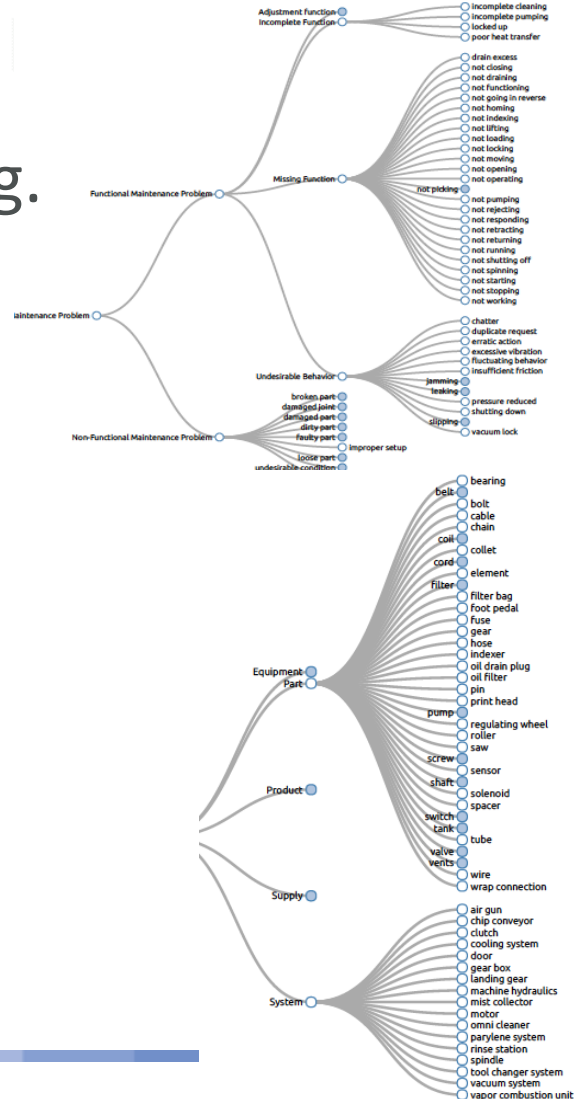 g.
aintenance Problem
Functional Maintenance Problem
Adjustment function
Incomplete Function
incomplete cleaning
incomplete pumping
locked up
poor heat transfer
Missing Function
drain excess
not closing
not draining
not functioning
not going in reverse
not homing
not indexing
not lifting
not loading
not locking
not moving
not opening
not operating
not picking
not pumping
not rejecting
not responding
not retracting
not returning
not running
not shutting off
not spinning
not starting
not stopping
not working
Undesirable Behavior
chatter
duplicate request
erratic action
excessive vibration
fluctuating behavior
insufficient friction
jamming
leaking
pressure reduced
shutting down
slipping
vacuum lock
Non-Functional Maintenance Problem
broken part
damaged joint
damaged part
dirty part
faulty part
improper setup
loose part
undesirable condition
Equipment
Part
bearing
belt
bolt
cable
chain
coil
collet
cord
element
filter
filter bag
foot pedal
fuse
gear
hose
indexer
oil drain plug
oil filter
pin
print head
pump
regulating wheel
roller
saw
screw
sensor
shaft
solenoid
spacer
switch
tank
tube
valve
vents
wire
wrap connection
Product
Supply
System
air gun
chip conveyor
clutch
cooling system
door
gear box
landing gear
machine hydraulics
mist collector
motor
omni cleaner
parylene system
rinse station
spindle
tool changer system
vacuum system
vapor combustion unit